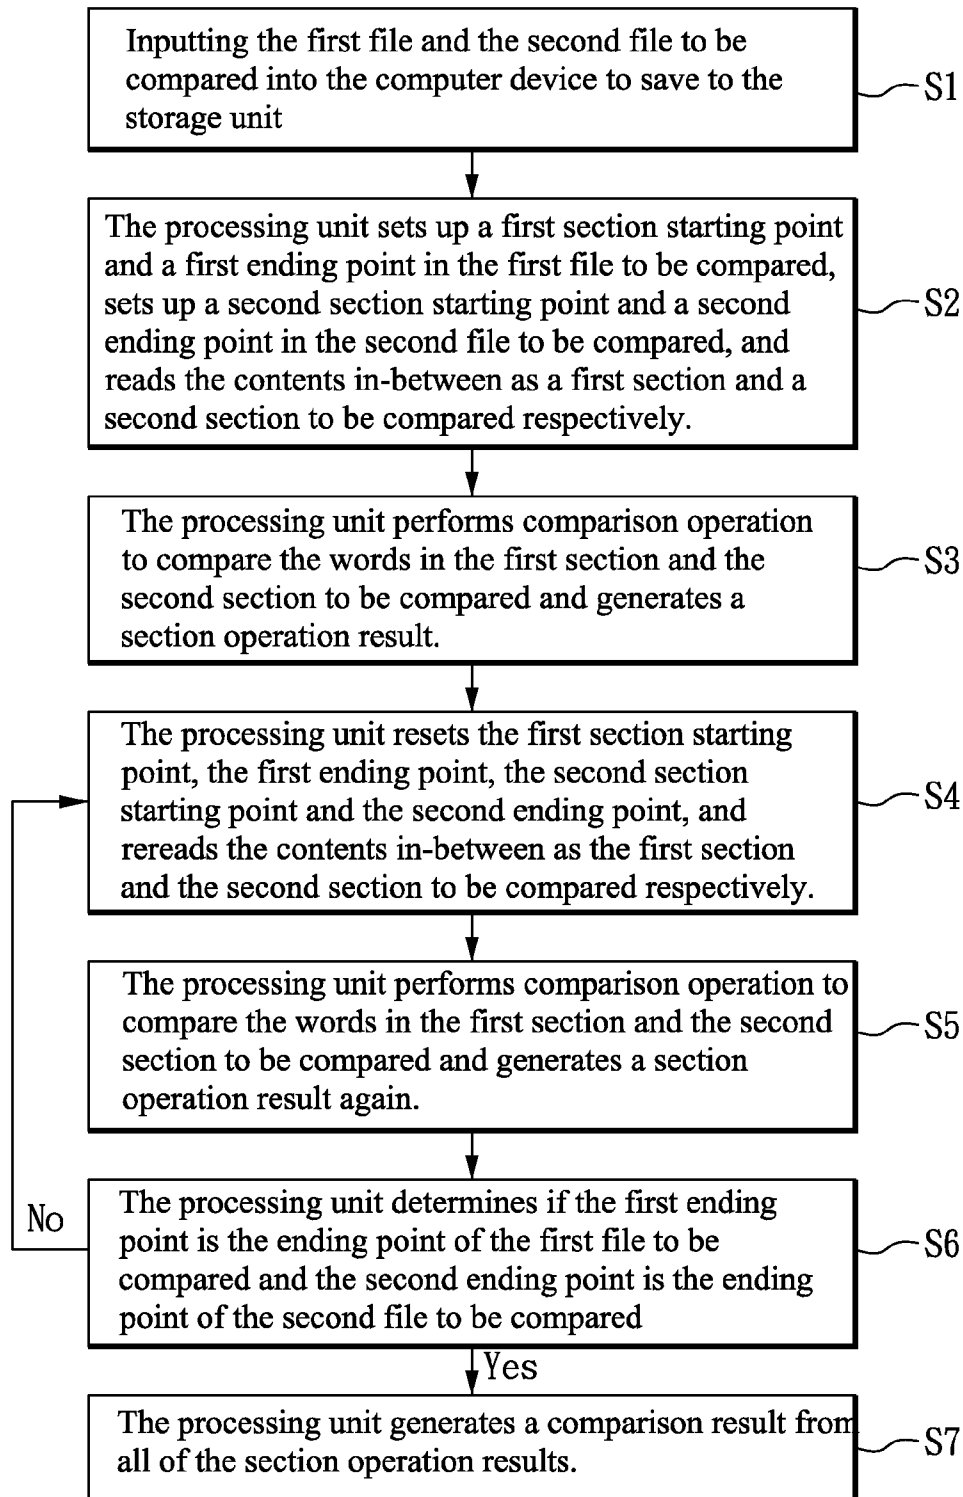 Inputting the first file and the second file to be
compared into the computer device to save to the
storage unit
S1
The processing unit sets up a first section starting point
and a first ending point in the first file to be compared,
sets up a second section starting point and a second
ending point in the second file to be compared, and
reads the contents in-between as a first section and a
second section to be compared respectively.
S2
The processing unit performs comparison operation
to compare the words in the first section and the
second section to be compared and generates a
section operation result.
S3
The processing unit resets the first section starting
point, the first ending point, the second section
starting point and the second ending point, and
rereads the contents in-between as the first section
and the second section to be compared respectively.
S4
The processing unit performs comparison operation to
compare the words in the first section and the second
section to be compared and generates a section
operation result again.
S5
The processing unit determines if the first ending
point is the ending point of the first file to be
compared and the second ending point is the ending
point of the second file to be compared
S6
No
Yes
The processing unit generates a comparison result from
all of the section operation results.
S7